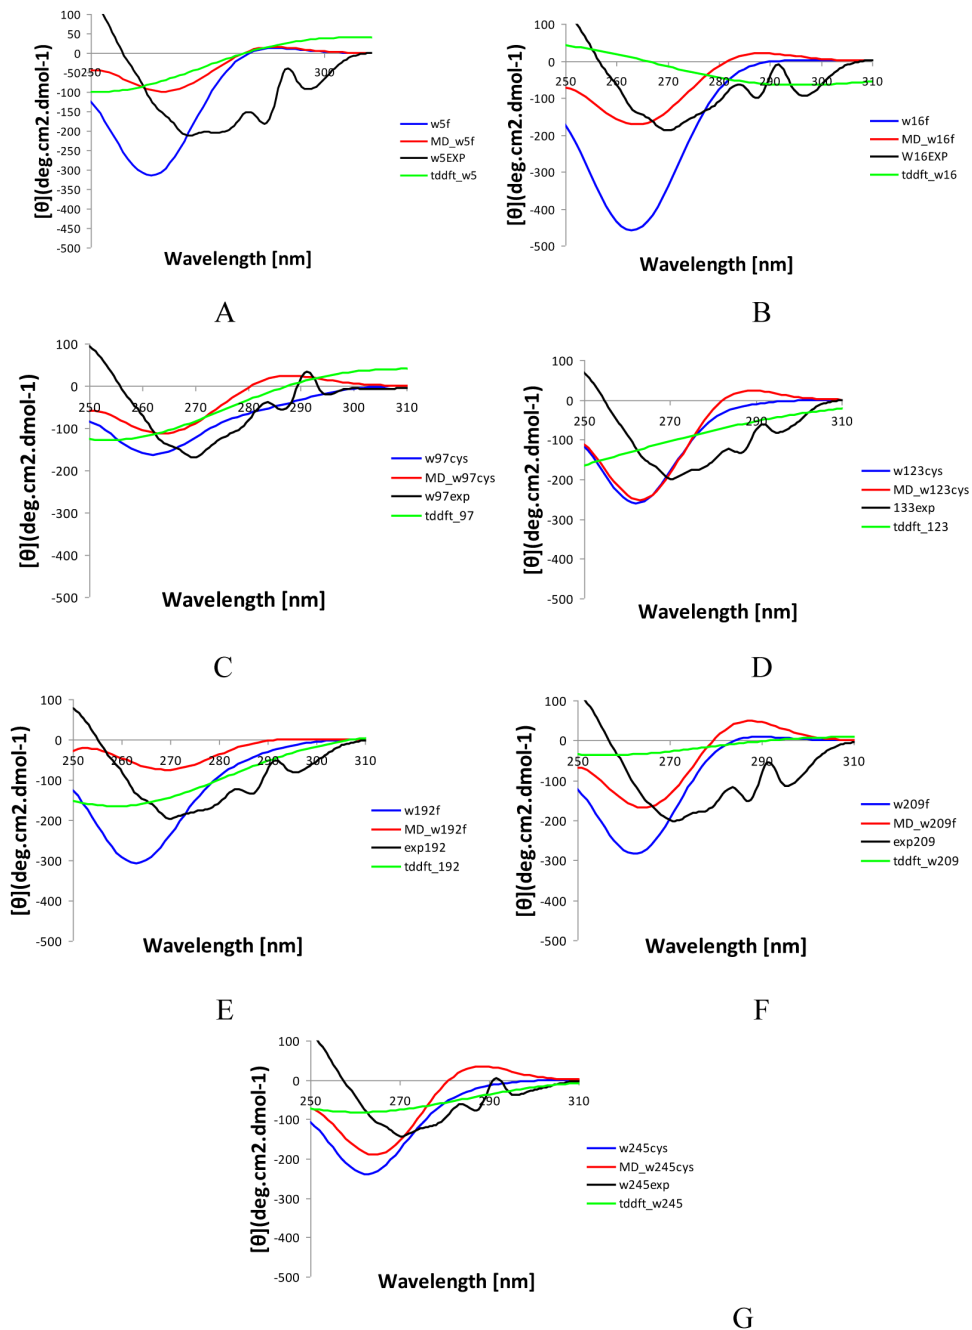 [θ](deg.cm2.dmol-1)
100
50
0
-50
-100
-150
-200
-250
-300
-350
-400
-450
-500
250
300
w5f
MD_w5f
w5EXP
tddft_w5
Wavelength [nm]
A
[θ](deg.cm2.dmol-1)
100
0
-100
-200
-300
-400
-500
250
260
270
280
290
300
310
w16f
MD_w16f
W16EXP
tddft_w16
Wavelength [nm]
B
[θ](deg.cm2.dmol-1)
100
0
-100
-200
-300
-400
-500
250
260
270
280
290
300
310
w97cys
MD_w97cys
w97exp
tddft_97
Wavelength [nm]
C
[θ](deg.cm2.dmol-1)
100
0
-100
-200
-300
-400
-500
250
270
290
310
w123cys
MD_w123cys
133exp
tddft_123
Wavelength [nm]
D
[θ](deg.cm2.dmol-1)
100
0
-100
-200
-300
-400
-500
250
260
270
280
290
300
310
w192f
MD_w192f
exp192
tddft_192
Wavelength [nm]
E
[θ](deg.cm2.dmol-1)
100
0
-100
-200
-300
-400
-500
250
270
290
310
w209f
MD_w209f
exp209
tddft_w209
Wavelength [nm]
F
[θ](deg.cm2.dmol-1)
100
0
-100
-200
-300
-400
-500
250
270
290
310
w245cys
MD_w245cys
w245exp
tddft_w245
Wavelength [nm]
G